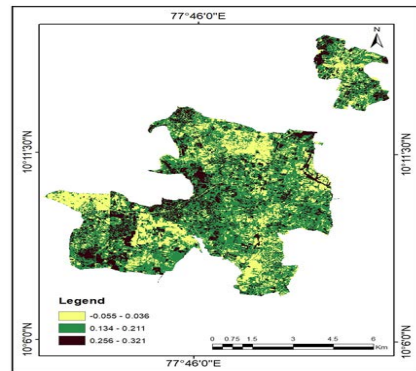 77°46'0"E
N
10°11'30"N
10°11'30"N
Legend
-0.055 - 0.036
0.134 - 0.211
0.256 - 0.321
0 0.75 1.5 3 4.5 6
Km
10°6'0"N
10°6'0"N
77°46'0"E